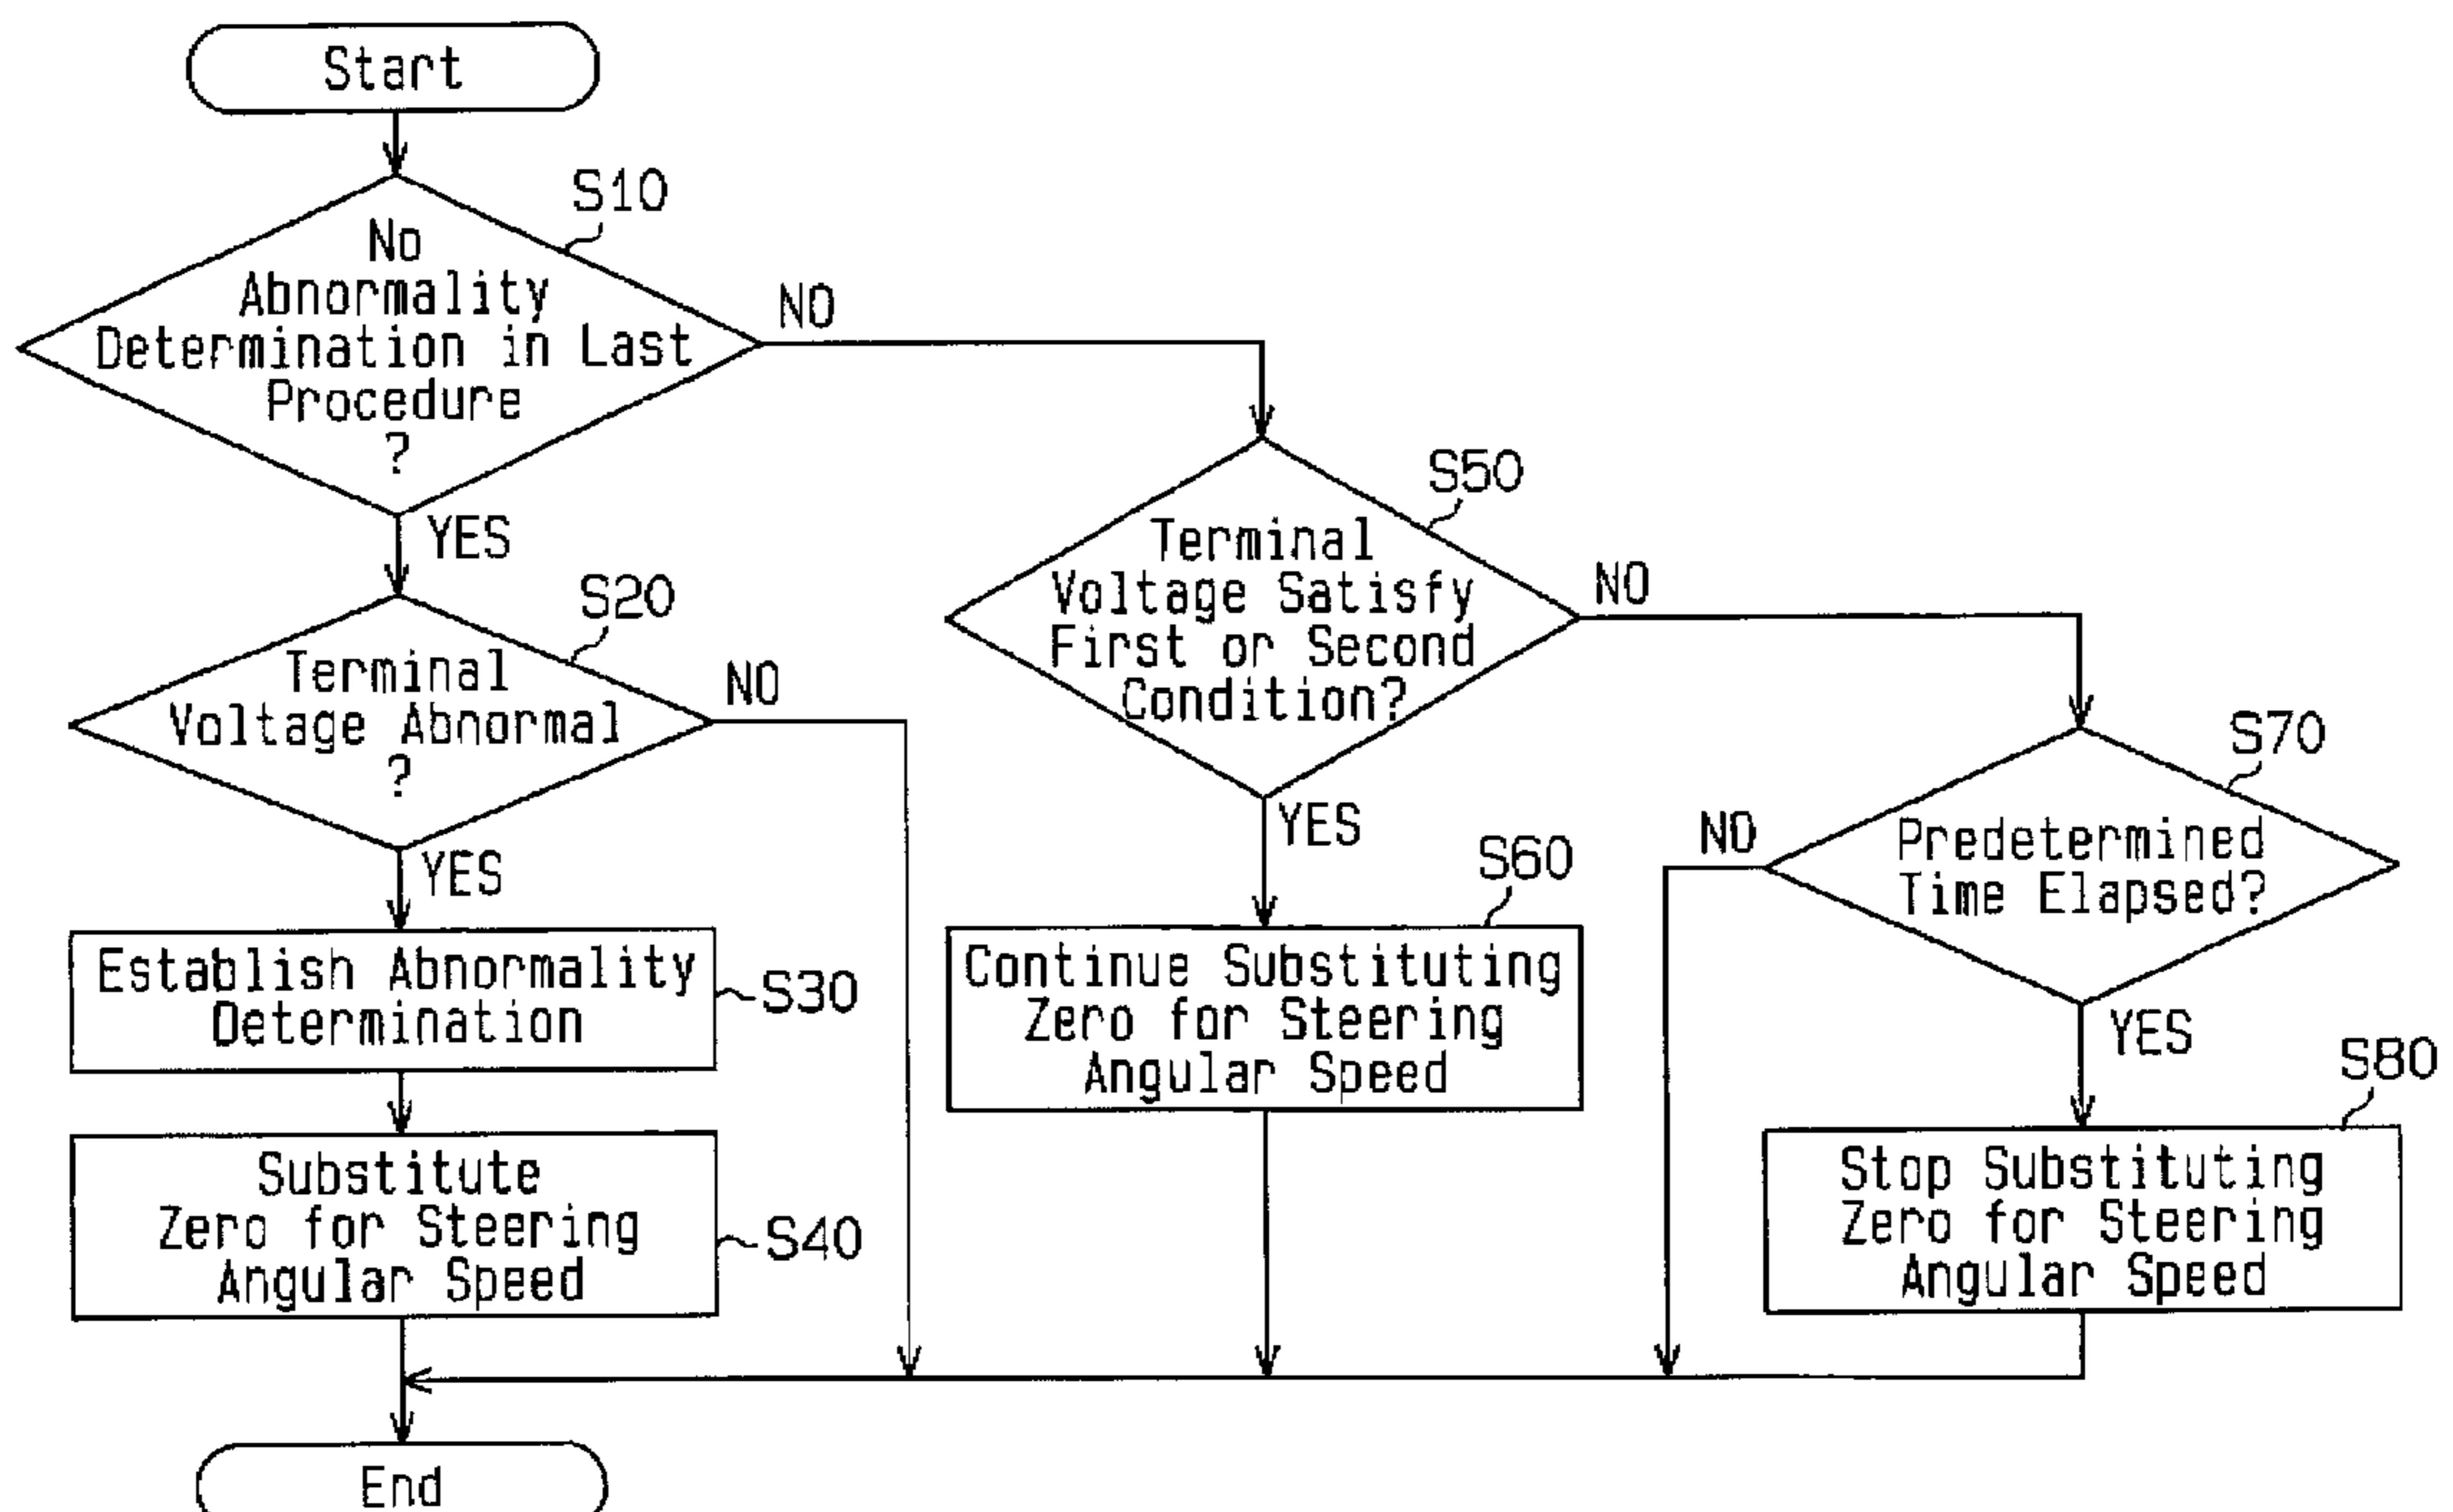 Start
S10
No
Abnormality
Determination in Last
Procedure
?
NO
YES
S20
Terminal
Voltage Abnormal
?
NO
YES
Establish Abnormality
Determination
S30
Substitute
Zero for Steering
Angular Speed
S40
S50
Terminal
Voltage Satisfy
First or Second
Condition?
NO
YES
S60
Continue Substituting
Zero for Steering
Angular Speed
S70
Predetermined
Time Elapsed?
NO
YES
S80
Stop Substituting
Zero for Steering
Angular Speed
End